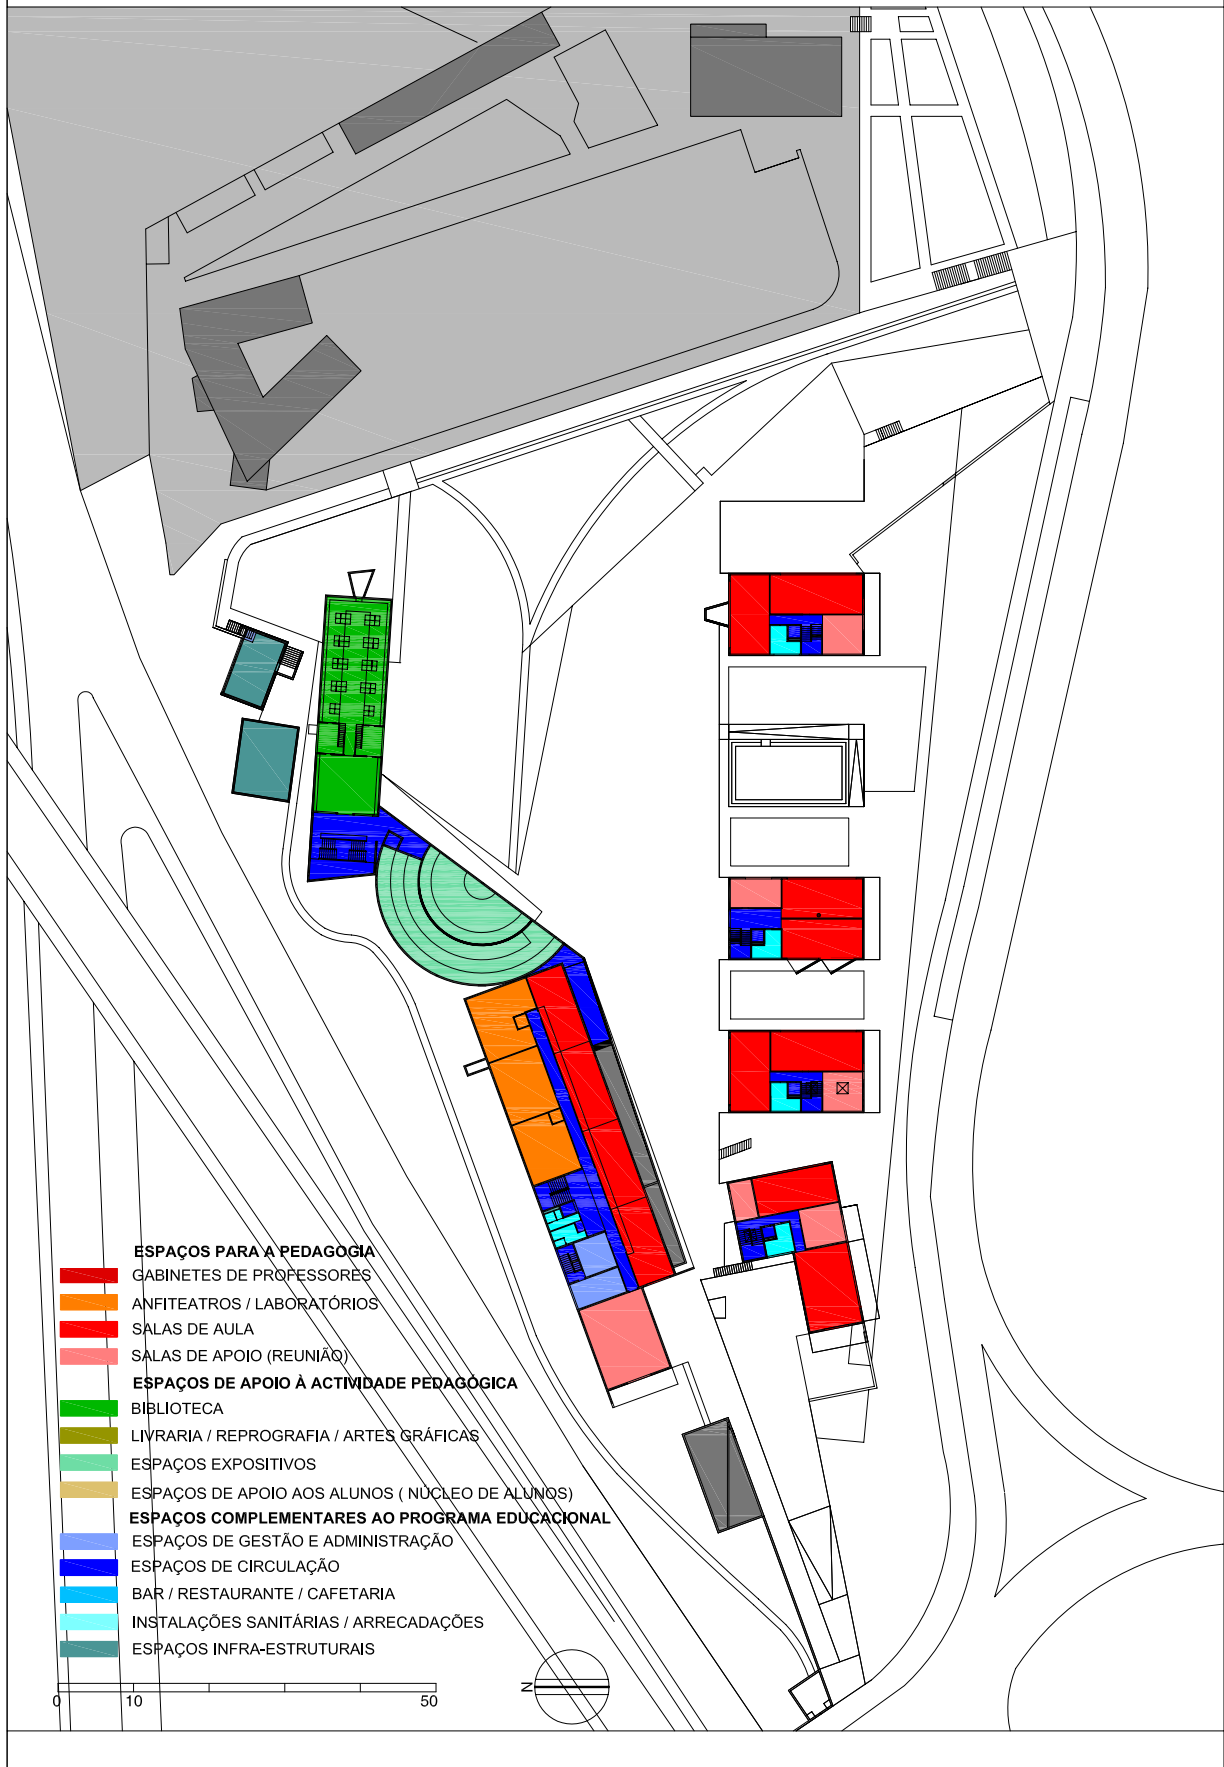 ESPAÇOS PARA A PEDAGOGIA
GABINETES DE PROFESSORES
ANFITEATROS / LABORATÓRIOS
SALAS DE AULA
SALAS DE APOIO (REUNIÃO)
ESPAÇOS DE APOIO À ACTIVIDADE PEDAGÓGICA
BIBLIOTECA
LIVRARIA / REPROGRAFIA / ARTES GRÁFICAS
ESPAÇOS EXPOSITIVOS
ESPAÇOS DE APOIO AOS ALUNOS ( NÚCLEO DE ALUNOS)
ESPAÇOS COMPLEMENTARES AO PROGRAMA EDUCACIONAL
ESPAÇOS DE GESTÃO E ADMINISTRAÇÃO
ESPAÇOS DE CIRCULAÇÃO
BAR / RESTAURANTE / CAFETARIA
INSTALAÇÕES SANITÁRIAS / ARRECADAÇÕES
ESPAÇOS INFRA-ESTRUTURAIS
0 10 50
N